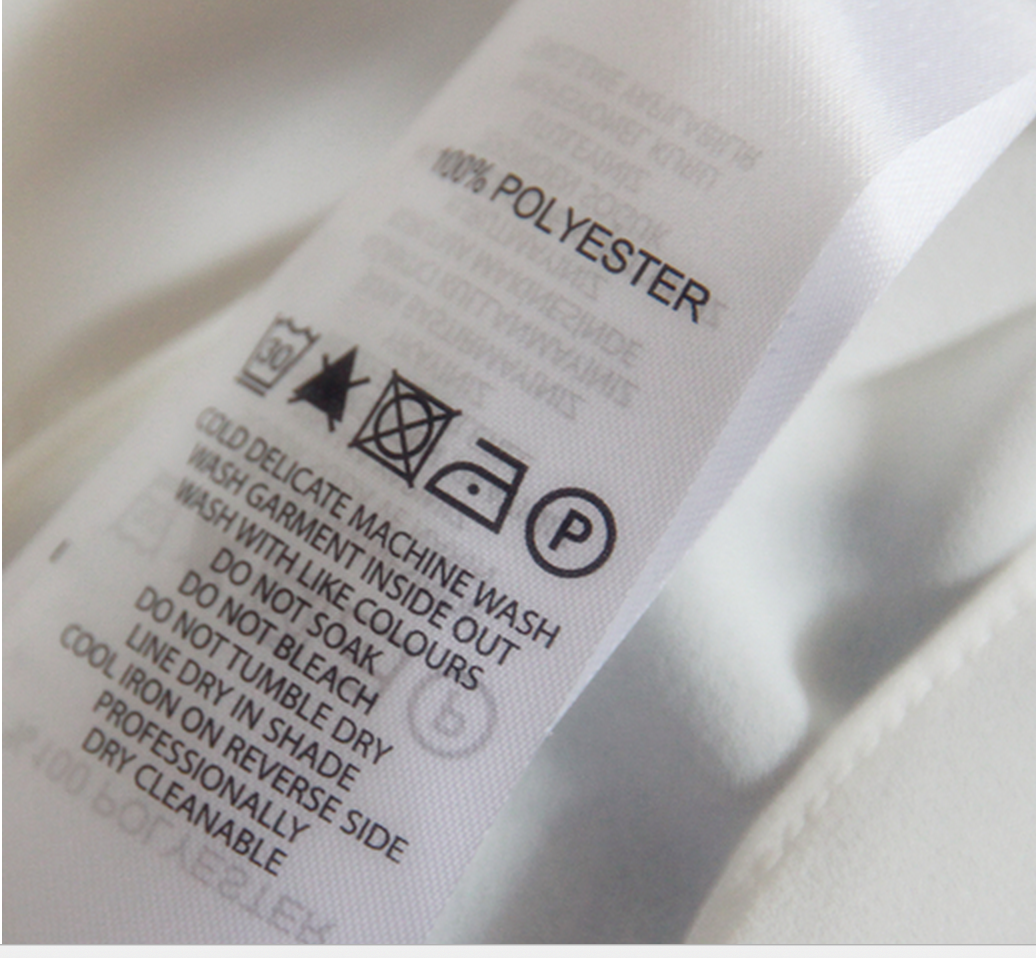 100% POLYESTER
30
P
COLD DELICATE MACHINE WASH
WASH GARMENT INSIDE OUT
WASH WITH LIKE COLOURS
DO NOT SOAK
DO NOT BLEACH
DO NOT TUMBLE DRY
LINE DRY IN SHADE
COOL IRON ON REVERSE SIDE
PROFESSIONALLY
DRY CLEANABLE